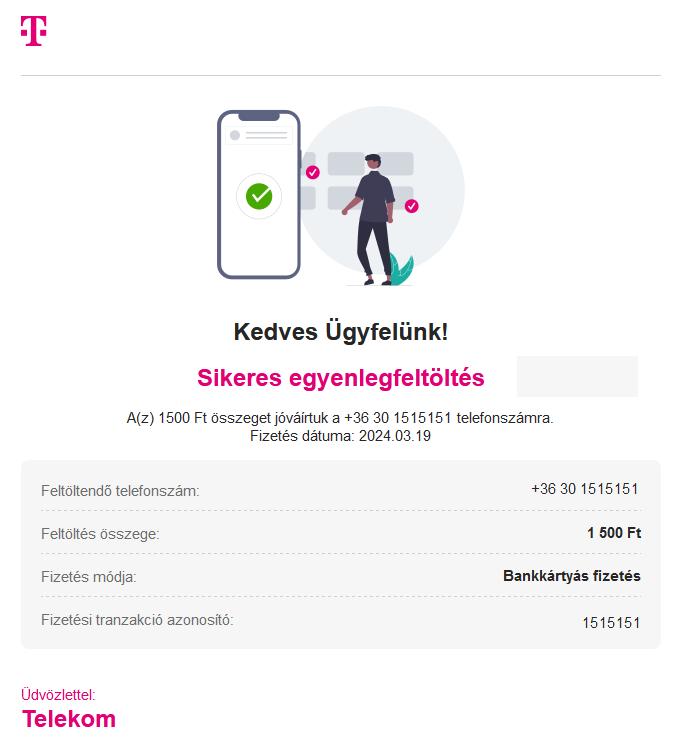 Kedves Ügyfelünk!
Sikeres egyenlegfeltöltés
A(z) 1500 Ft összeget jóváírtuk a +36 30 1515151 telefonszámra.
Fizetés dátuma: 2024.03.19
Feltöltendő telefonszám: +36 30 1515151
Feltöltés összege: 1 500 Ft
Fizetés módja: Bankkártyás fizetés
Fizetési tranzakció azonosító: 1515151
Üdvözlettel:
Telekom